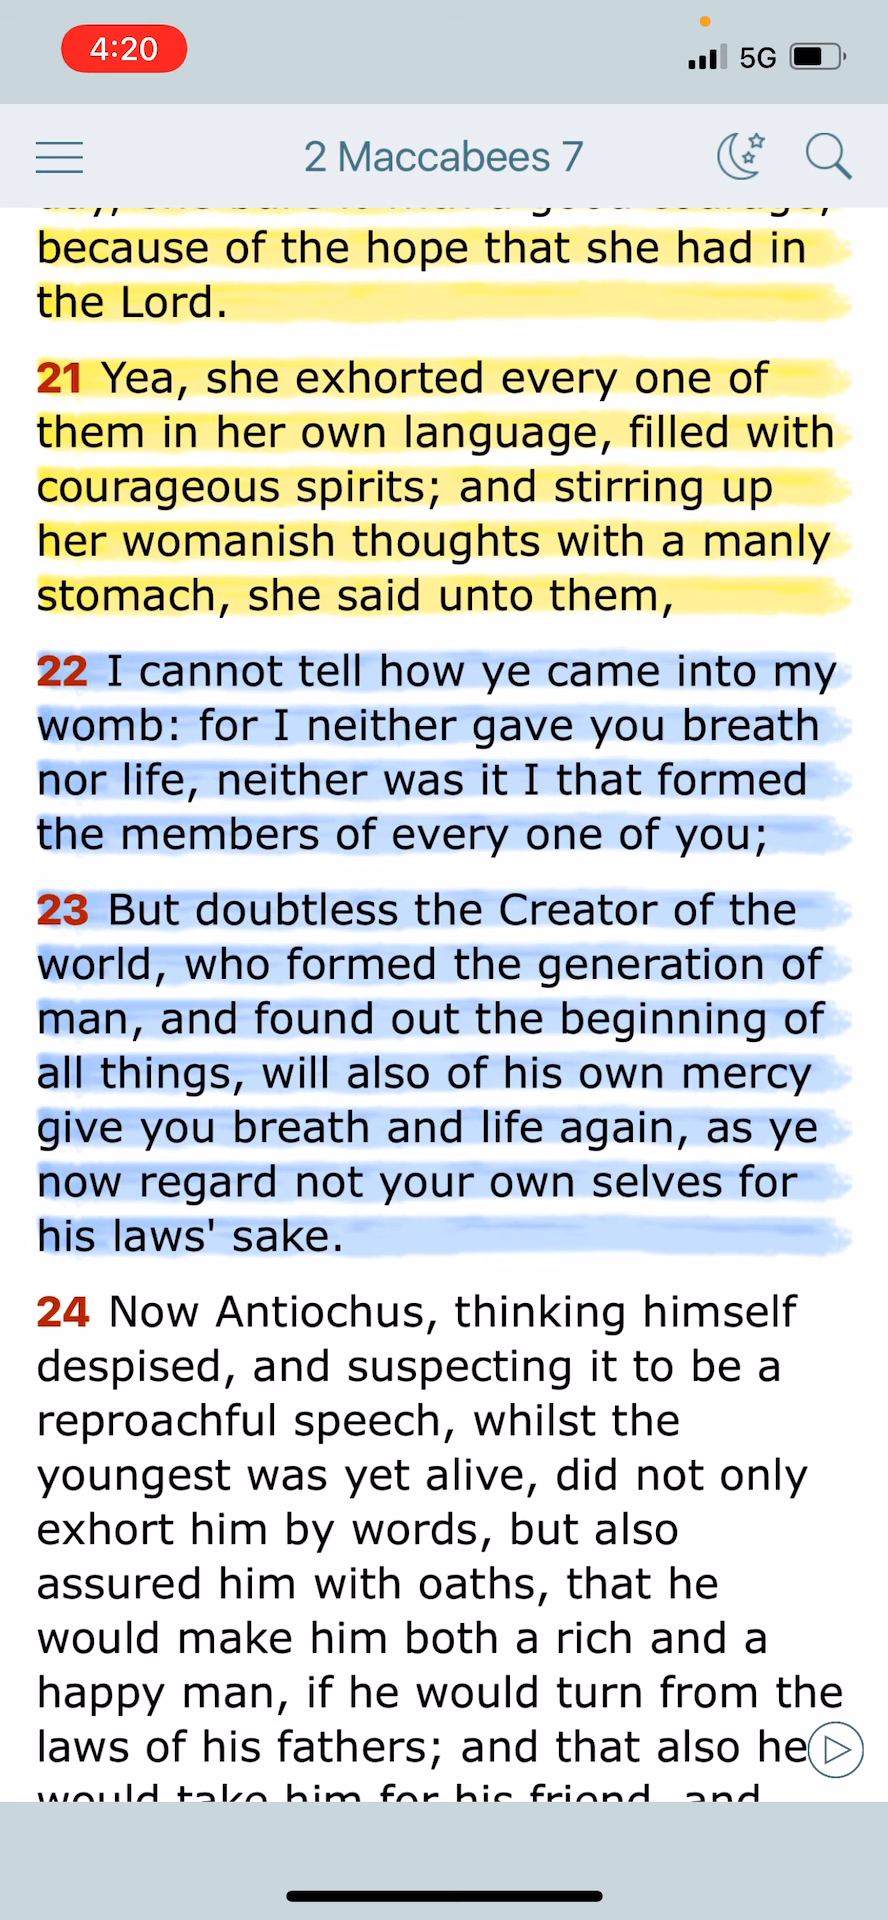 4:20
5G
2 Maccabees 7
because of the hope that she had in
the Lord.
21 Yea, she exhorted every one of
them in her own language, filled with
courageous spirits; and stirring up
her womanish thoughts with a manly
stomach, she said unto them,
22 I cannot tell how ye came into my
womb: for I neither gave you breath
nor life, neither was it I that formed
the members of every one of you;
23 But doubtless the Creator of the
world, who formed the generation of
man, and found out the beginning of
all things, will also of his own mercy
give you breath and life again, as ye
now regard not your own selves for
his laws' sake.
24 Now Antiochus, thinking himself
despised, and suspecting it to be a
reproachful speech, whilst the
youngest was yet alive, did not only
exhort him by words, but also
assured him with oaths, that he
would make him both a rich and a
happy man, if he would turn from the
laws of his fathers; and that also he
would take him for his friend, and